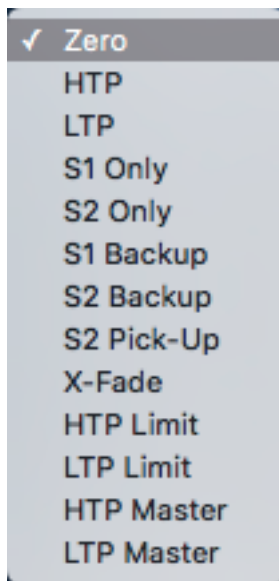 ✓ Zero
HTP
LTP
S1 Only
S2 Only
S1 Backup
S2 Backup
S2 Pick-Up
X-Fade
HTP Limit
LTP Limit
HTP Master
LTP Master